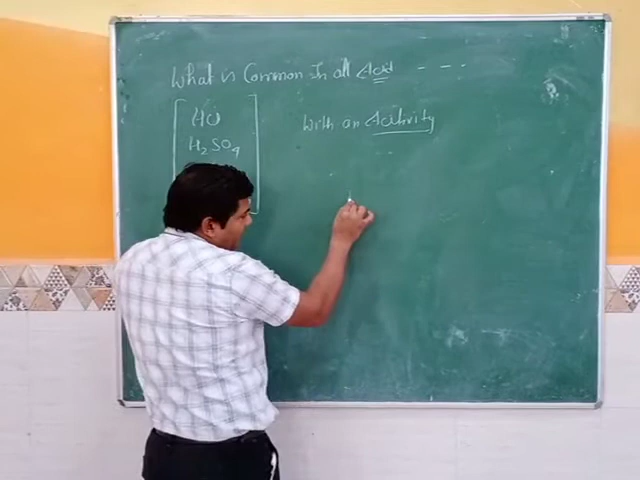 What is Common In all Acid - - -
HCl
With an Activity
H₂SO₄